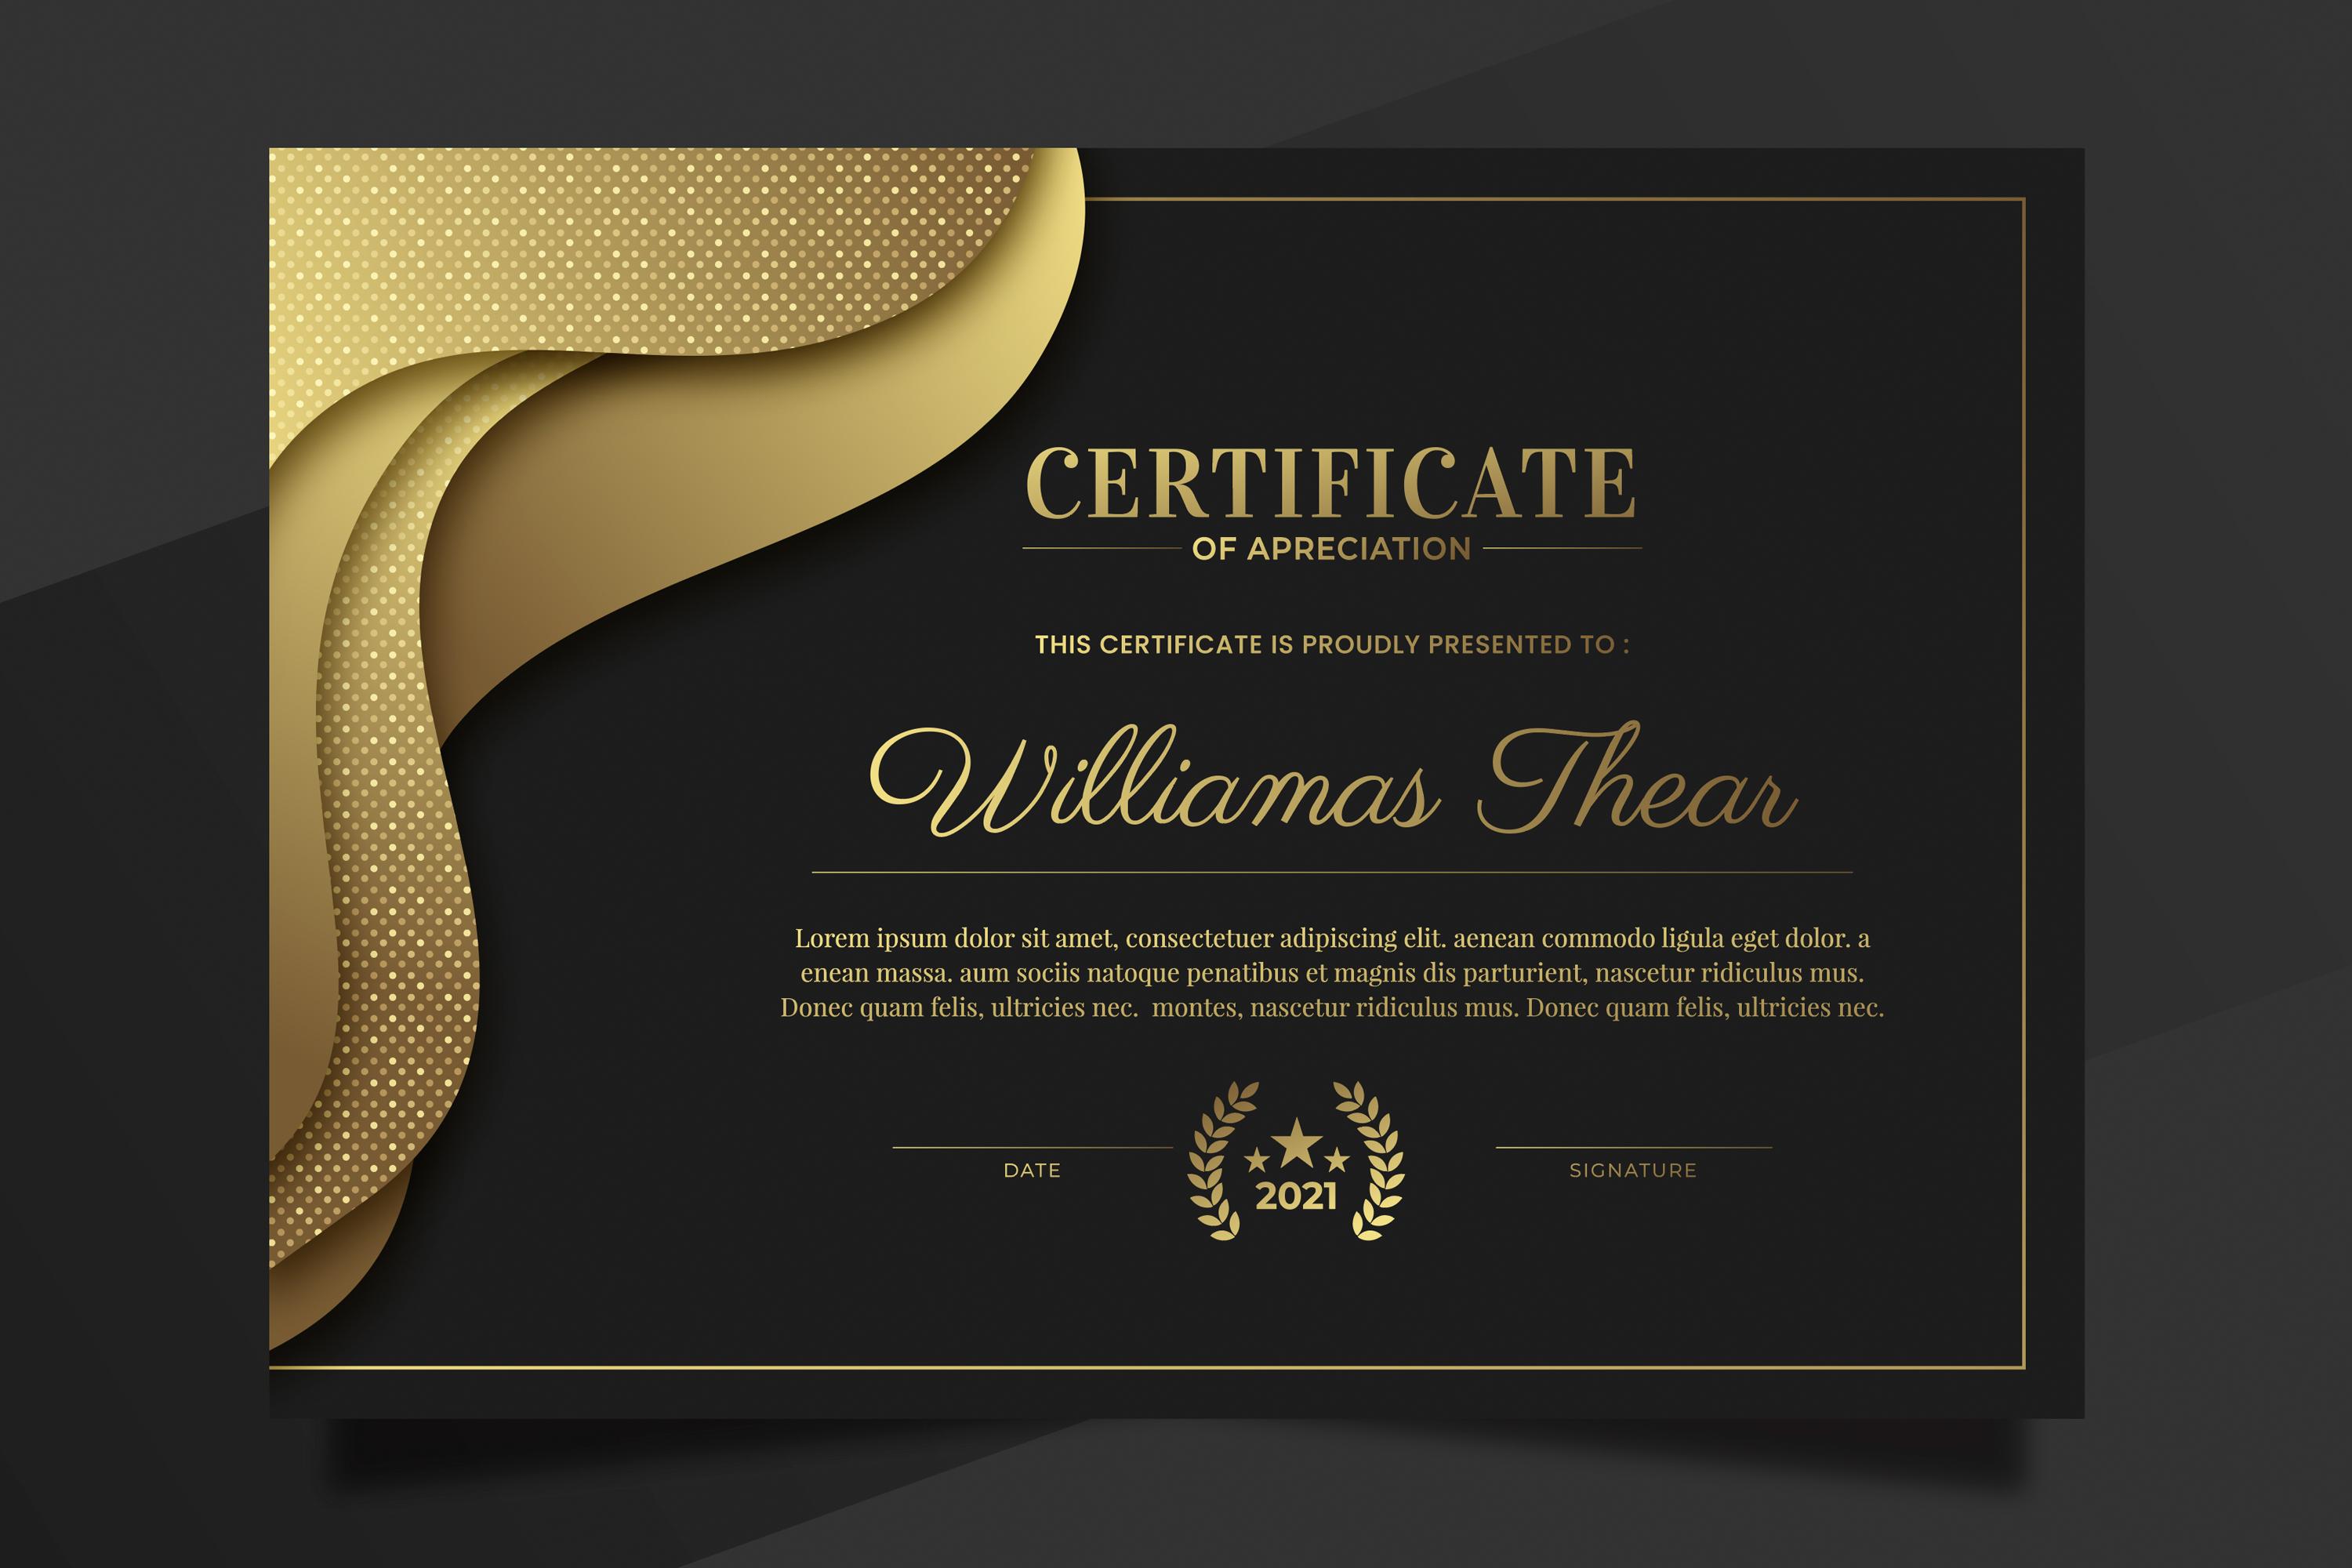 CERTIFICATE
OF APRECIATION
THIS CERTIFICATE IS PROUDLY PRESENTED TO :
Williamas Thear
Lorem ipsum dolor sit amet, consectetuer adipiscing elit. aenean commodo ligula eget dolor. a
enean massa. aum sociis natoque penatibus et magnis dis parturient, nascetur ridiculus mus.
Donec quam felis, ultricies nec.  montes, nascetur ridiculus mus. Donec quam felis, ultricies nec.
DATE
2021
SIGNATURE